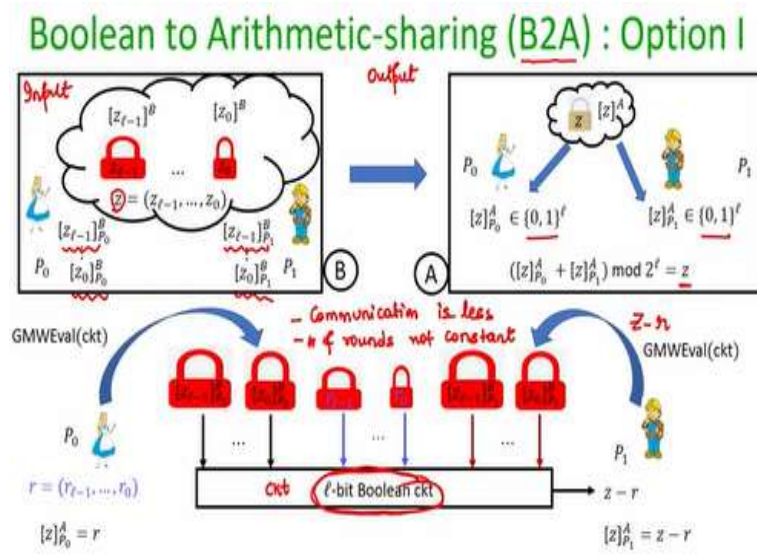 Boolean to Arithmetic-sharing (B2A) : Option I
Input
Output
[z_{ℓ−1}]^B
[z_0]^B
...
z = (z_{ℓ−1}, ..., z_0)
[z_{ℓ−1}]^B_{P_0}
[z_{ℓ−1}]^B_{P_1}
P_0
[z_0]^B_{P_0}
[z_0]^B_{P_1}
P_1
B
z
[z]^A
P_0
P_1
[z]^A_{P_0} ∈ {0, 1}^ℓ
[z]^A_{P_1} ∈ {0, 1}^ℓ
A
([z]^A_{P_0} + [z]^A_{P_1}) mod 2^ℓ = z
- Communication is less
- # of rounds not constant
z-r
GMWEval(ckt)
GMWEval(ckt)
P_0
... ... ...
P_1
r = (r_{ℓ−1}, ..., r_0)
ckt
ℓ-bit Boolean ckt
z − r
[z]^A_{P_0} = r
[z]^A_{P_1} = z − r